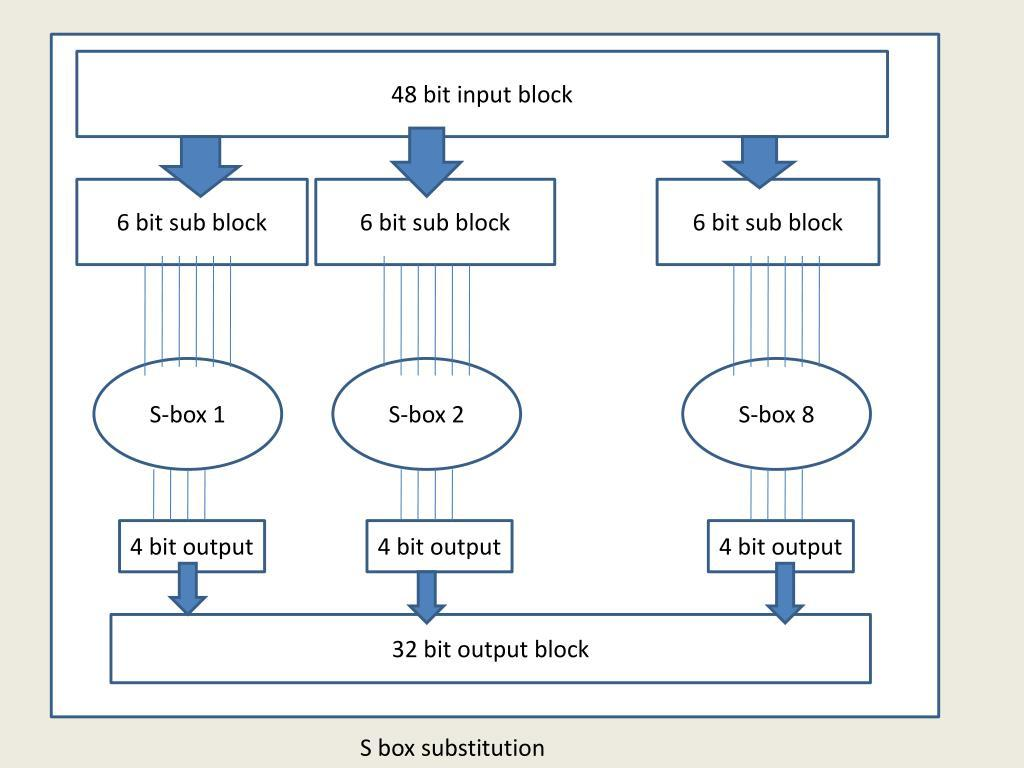 48 bit input block
6 bit sub block
6 bit sub block
6 bit sub block
S-box 1
S-box 2
S-box 8
4 bit output
4 bit output
4 bit output
32 bit output block
S box substitution